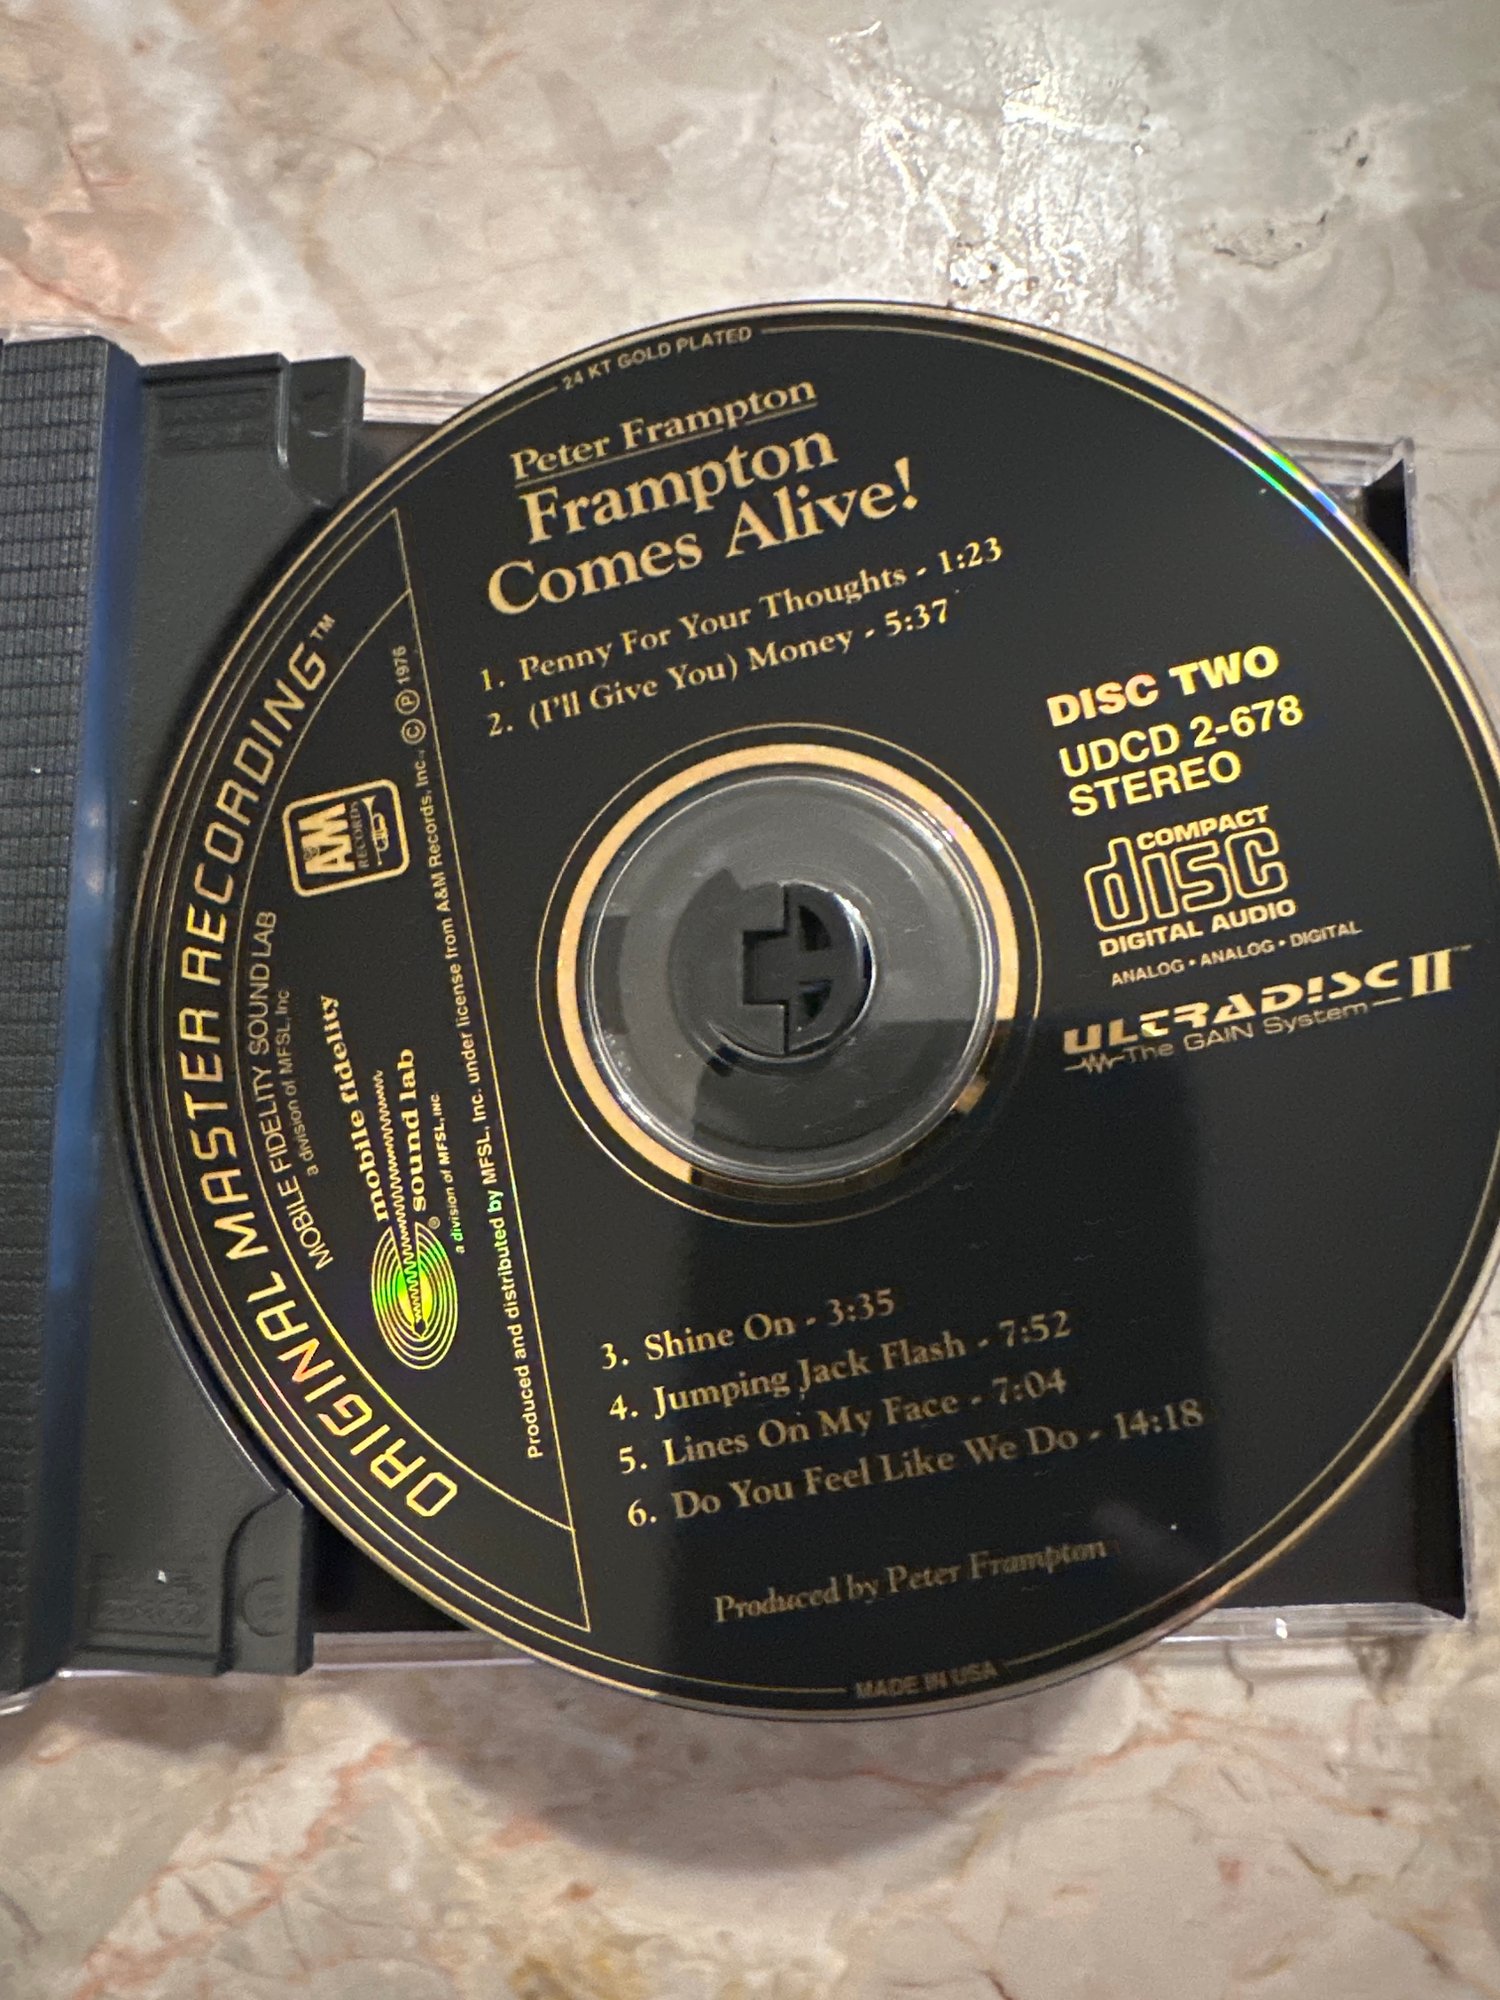 24 KT GOLD PLATED
Peter Frampton
Frampton
Comes Alive!
1. Penny For Your Thoughts - 1:23
2. (I'll Give You) Money - 5:37
DISC TWO
UDCD 2-678
STEREO
COMPACT
disc
DIGITAL AUDIO
ANALOG • ANALOG • DIGITAL
ULTRADISC II™
The GAIN System
3. Shine On - 3:35
4. Jumping Jack Flash - 7:52
5. Lines On My Face - 7:04
6. Do You Feel Like We Do - 14:18
Produced by Peter Frampton
MADE IN USA
ORIGINAL MASTER RECORDING™
MOBILE FIDELITY SOUND LAB
a division of MFSL, Inc
A&M
RECORDS
mobile fidelity
sound lab
®
a division of MFSL, INC
Produced and distributed by MFSL, Inc. under license from A&M Records, Inc., © ℗ 1976